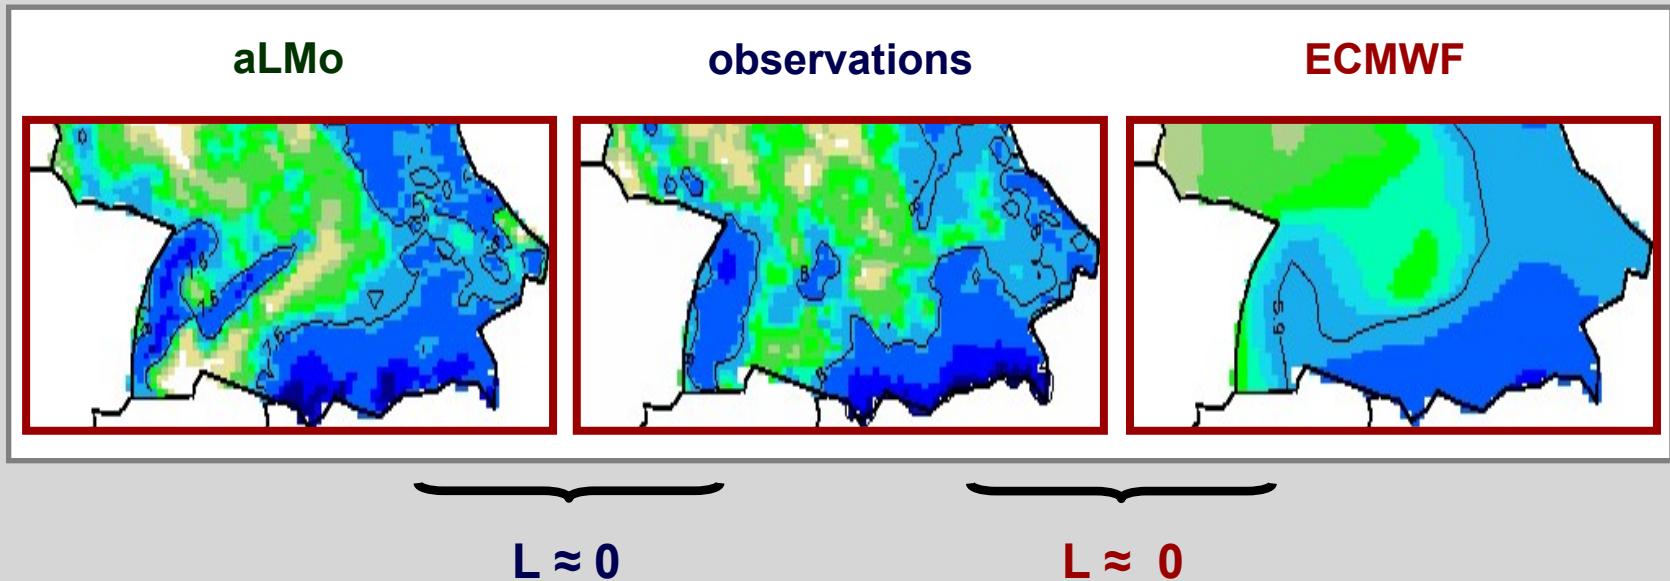 aLMo observations ECMWF
L ≈ 0 L ≈ 0